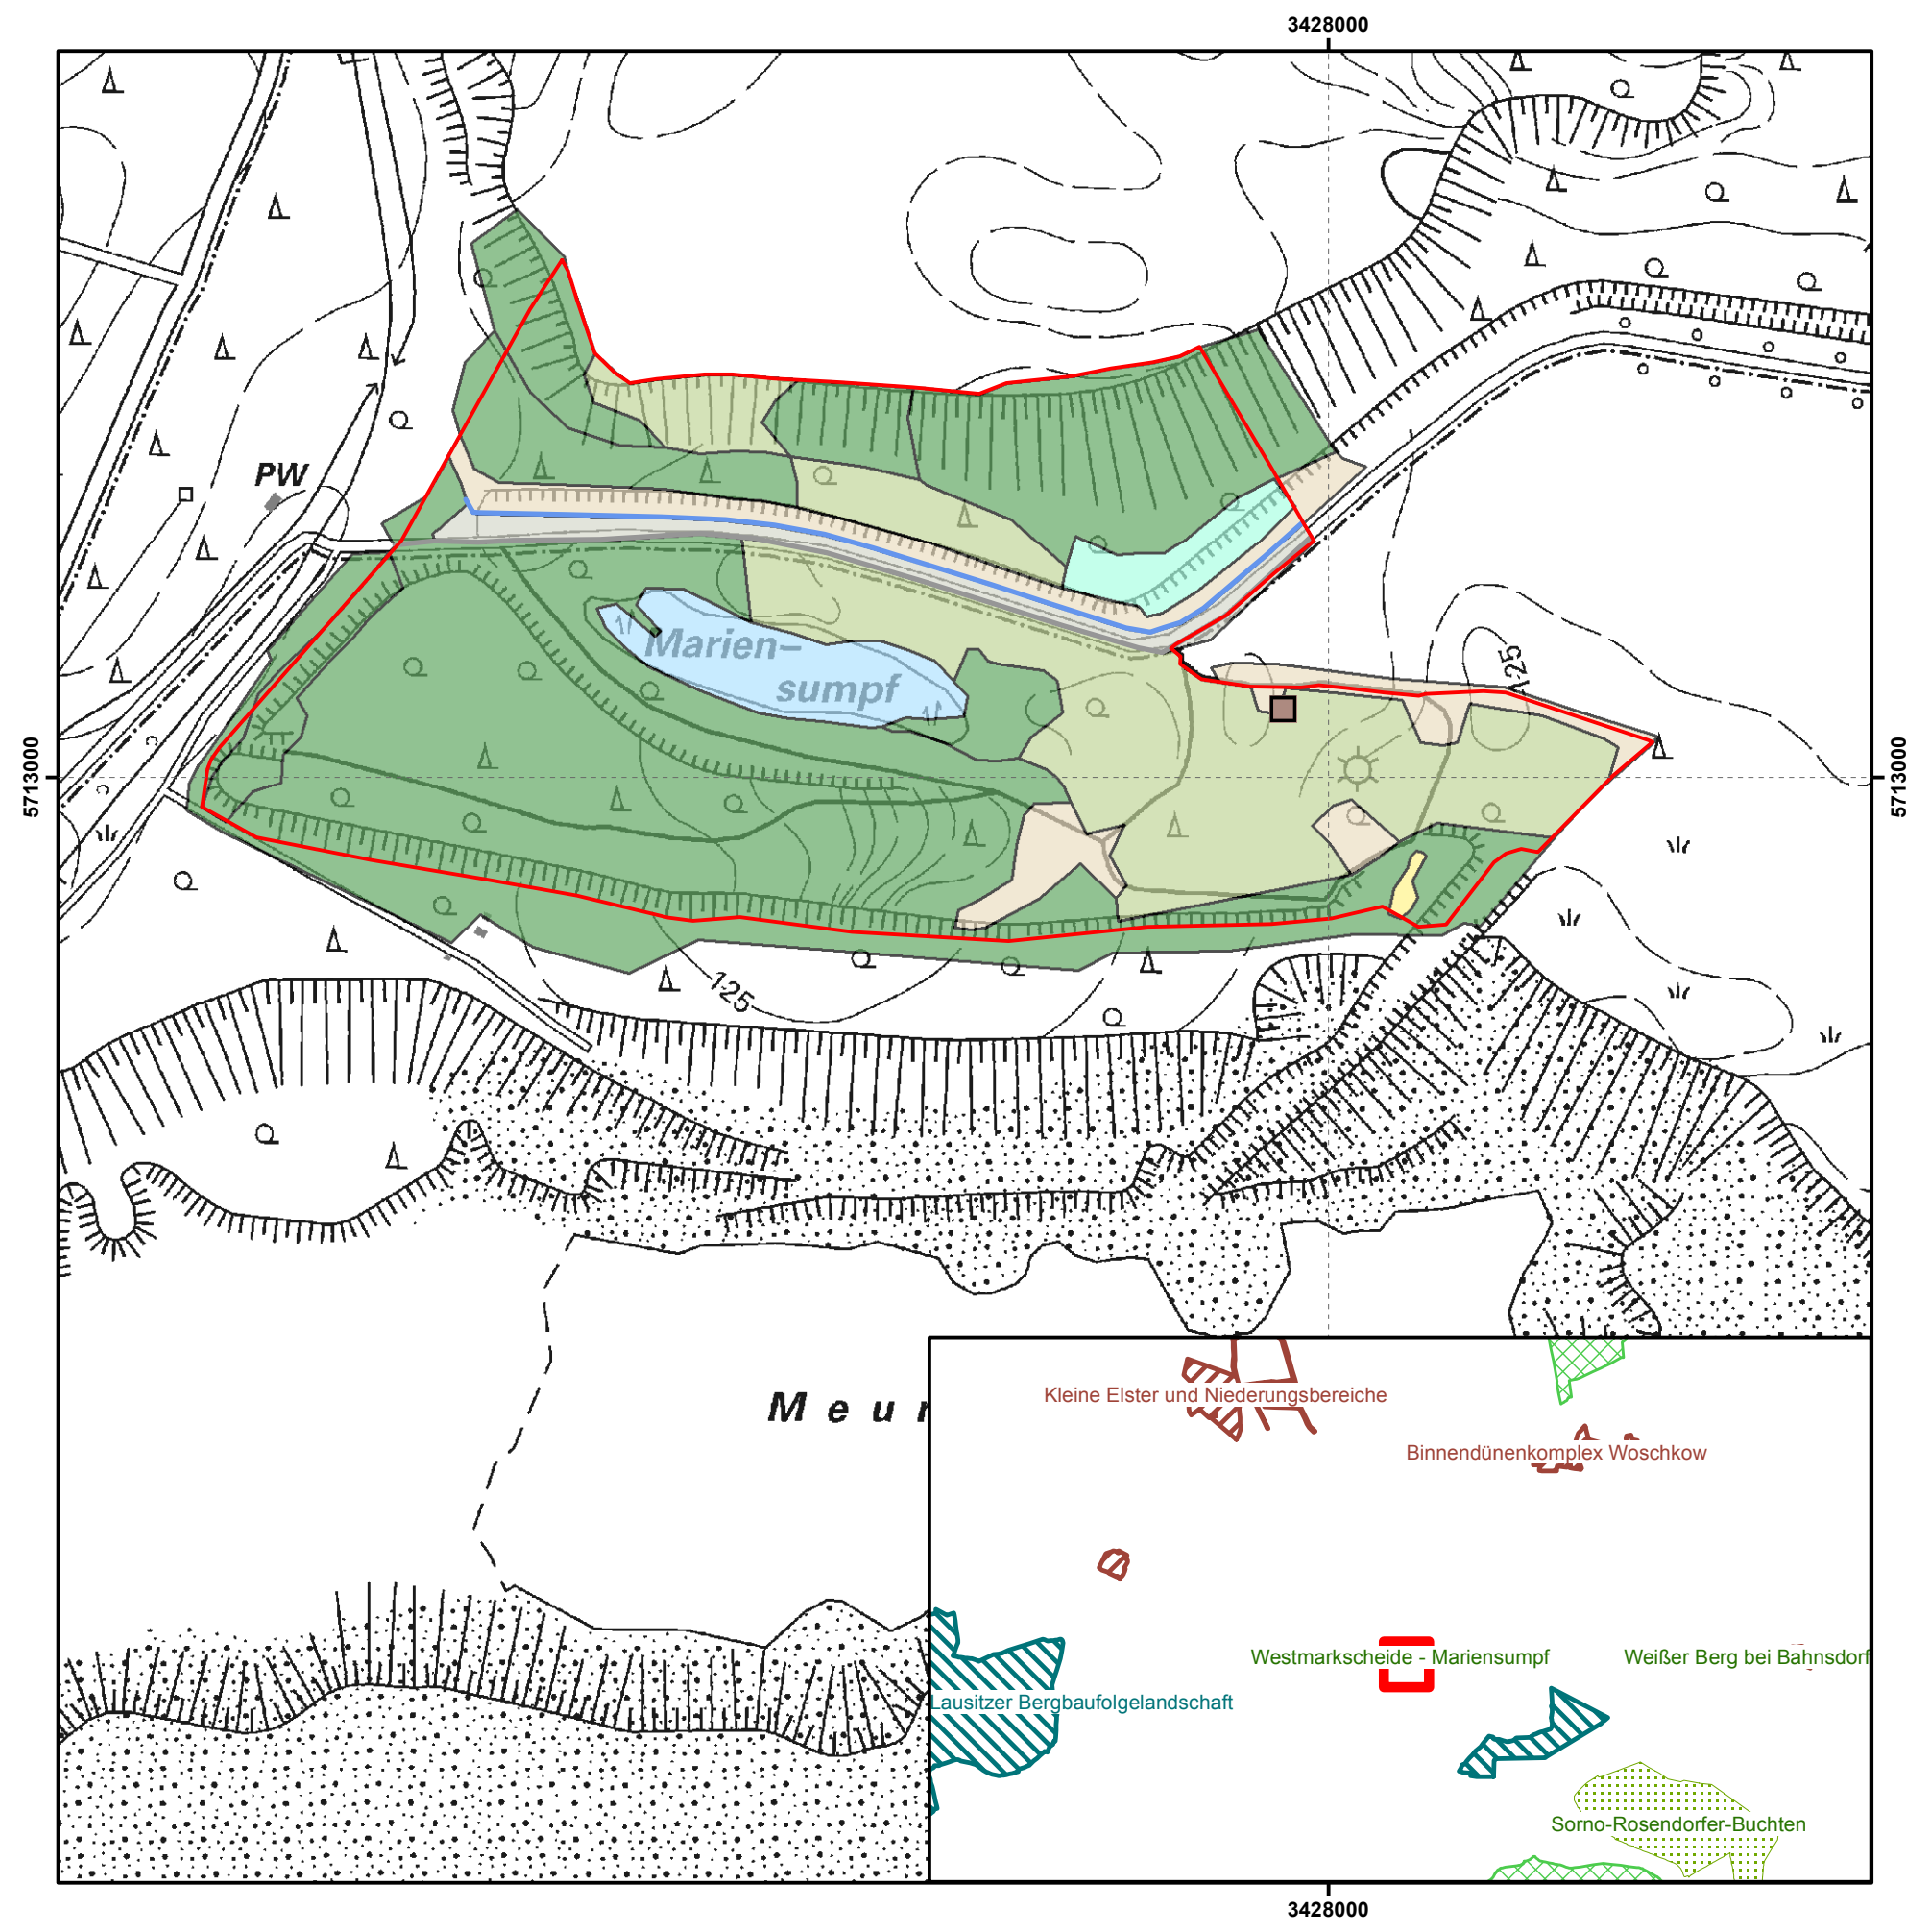 3428000
PW
Marien–
sumpf
125
5713000
5713000
125
Meur
Kleine Elster und Niederungsbereiche
Binnendünenkomplex Woschkow
Westmarkscheide - Mariensumpf
Weißer Berg bei Bahnsdorf
Lausitzer Bergbaufolgelandschaft
Sorno-Rosendorfer-Buchten
3428000